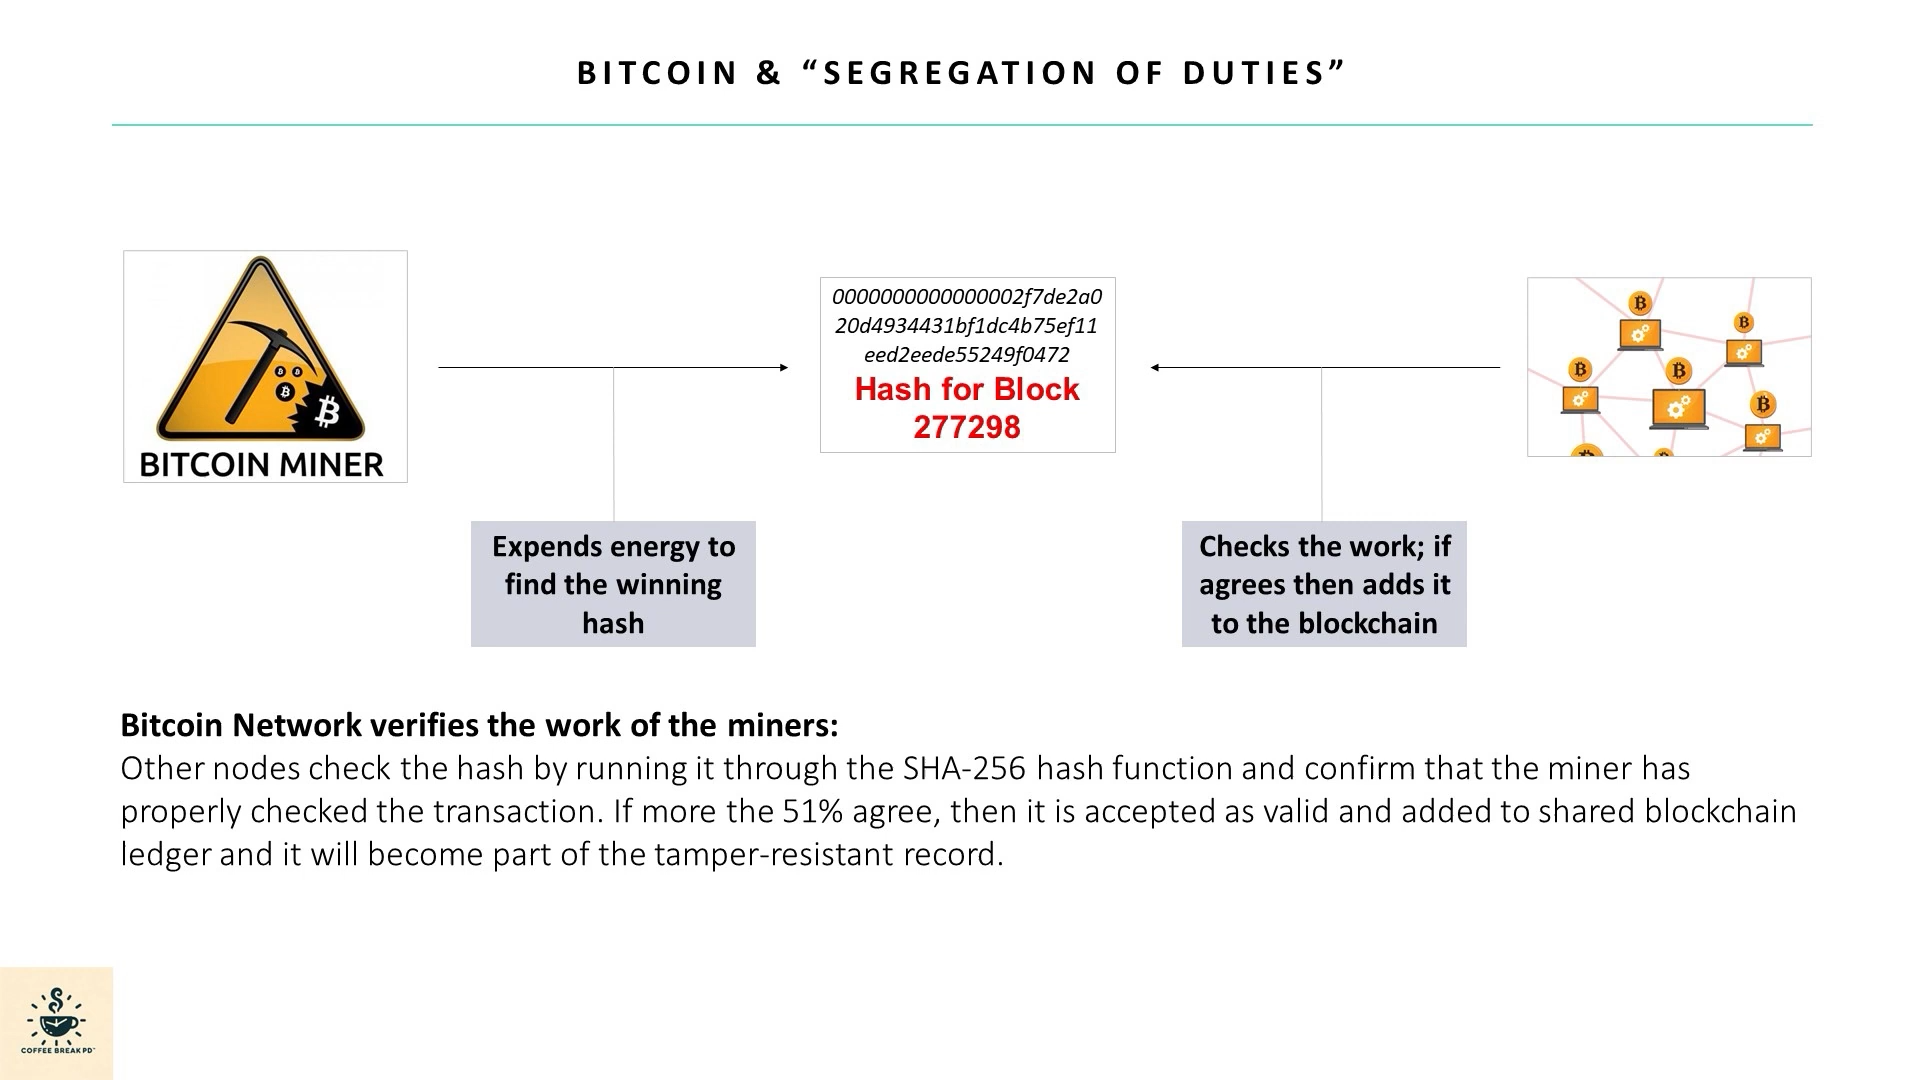 BITCOIN & “SEGREGATION OF DUTIES”
BITCOIN MINER
0000000000000002f7de2a0
20d4934431bf1dc4b75ef11
eed2eede55249f0472
Hash for Block
277298
Expends energy to
find the winning
hash
Checks the work; if
agrees then adds it
to the blockchain
Bitcoin Network verifies the work of the miners:
Other nodes check the hash by running it through the SHA-256 hash function and confirm that the miner has
properly checked the transaction. If more the 51% agree, then it is accepted as valid and added to shared blockchain
ledger and it will become part of the tamper-resistant record.
COFFEE BREAK PD™